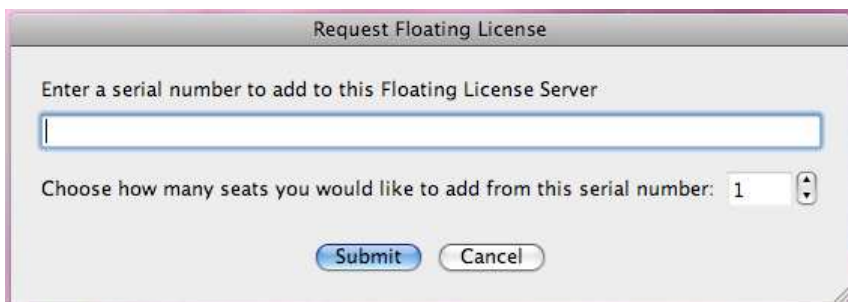 Request Floating License
Enter a serial number to add to this Floating License Server
Choose how many seats you would like to add from this serial number: 1
Submit Cancel